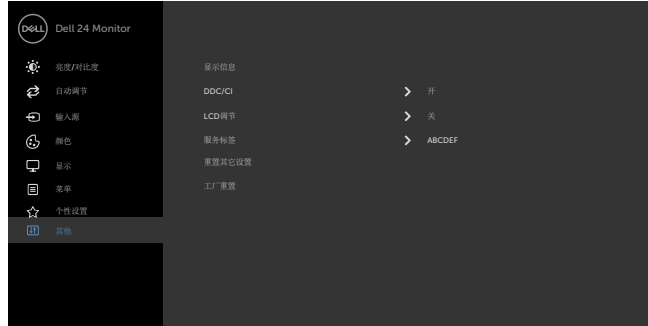 DELL Dell 24 Monitor
亮度/对比度
自动调节
输入源
颜色
显示
菜单
个性设置
其他
显示信息
DDC/CI 开
LCD调节 关
服务标签 ABCDEF
重置其它设置
工厂重置